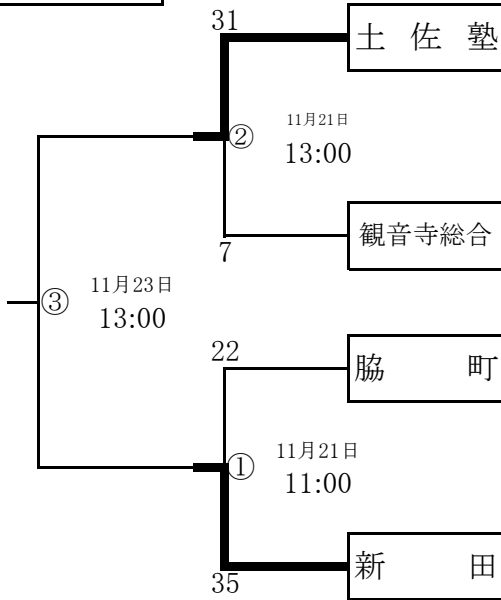 31
土佐塾
②
11月21日
13:00
観音寺総合
7
11月23日
③
13:00
22
脇町
11月21日
①
11:00
新田
35